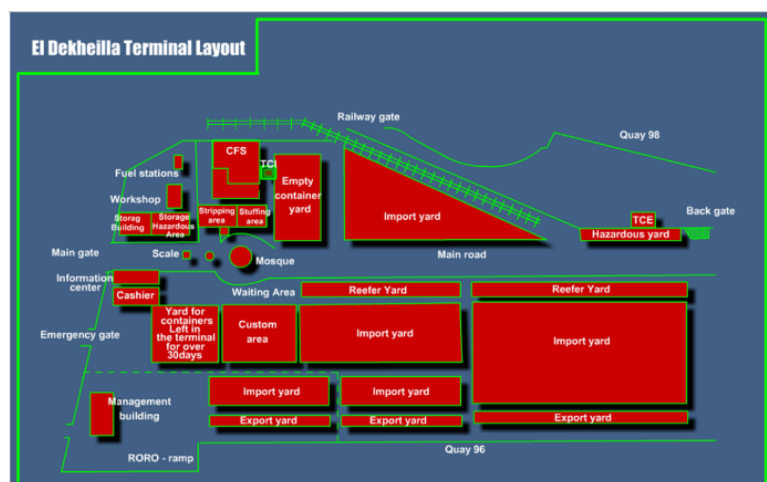 El Dekheilla Terminal Layout
Railway gate
Quay 98
CFS
TCE
Fuel stations
Empty
container
yard
Workshop
Import yard
Storag
Building
Storage
Hazardous
Area
Stripping
area
Stuffing
area
TCE
Back gate
Hazardous yard
Main gate
Scale
Mosque
Main road
Information
center
Cashier
Waiting Area
Reefer Yard
Reefer Yard
Emergency gate
Yard for
containers
Left in
the terminal
for over
30days
Custom
area
Import yard
Import yard
Import yard
Import yard
Management
building
Export yard
Export yard
Export yard
RORO - ramp
Quay 96